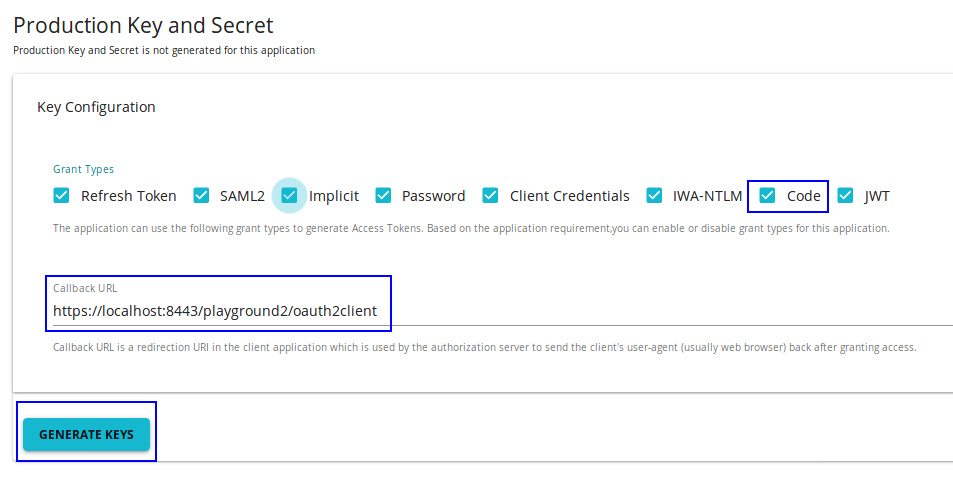 Production Key and Secret
Production Key and Secret is not generated for this application
Key Configuration
Grant Types
Refresh Token SAML2 Implicit Password Client Credentials IWA-NTLM Code JWT
The application can use the following grant types to generate Access Tokens. Based on the application requirement,you can enable or disable grant types for this application.
Callback URL
https://localhost:8443/playground2/oauth2client
Callback URL is a redirection URI in the client application which is used by the authorization server to send the client's user-agent (usually web browser) back after granting access.
GENERATE KEYS